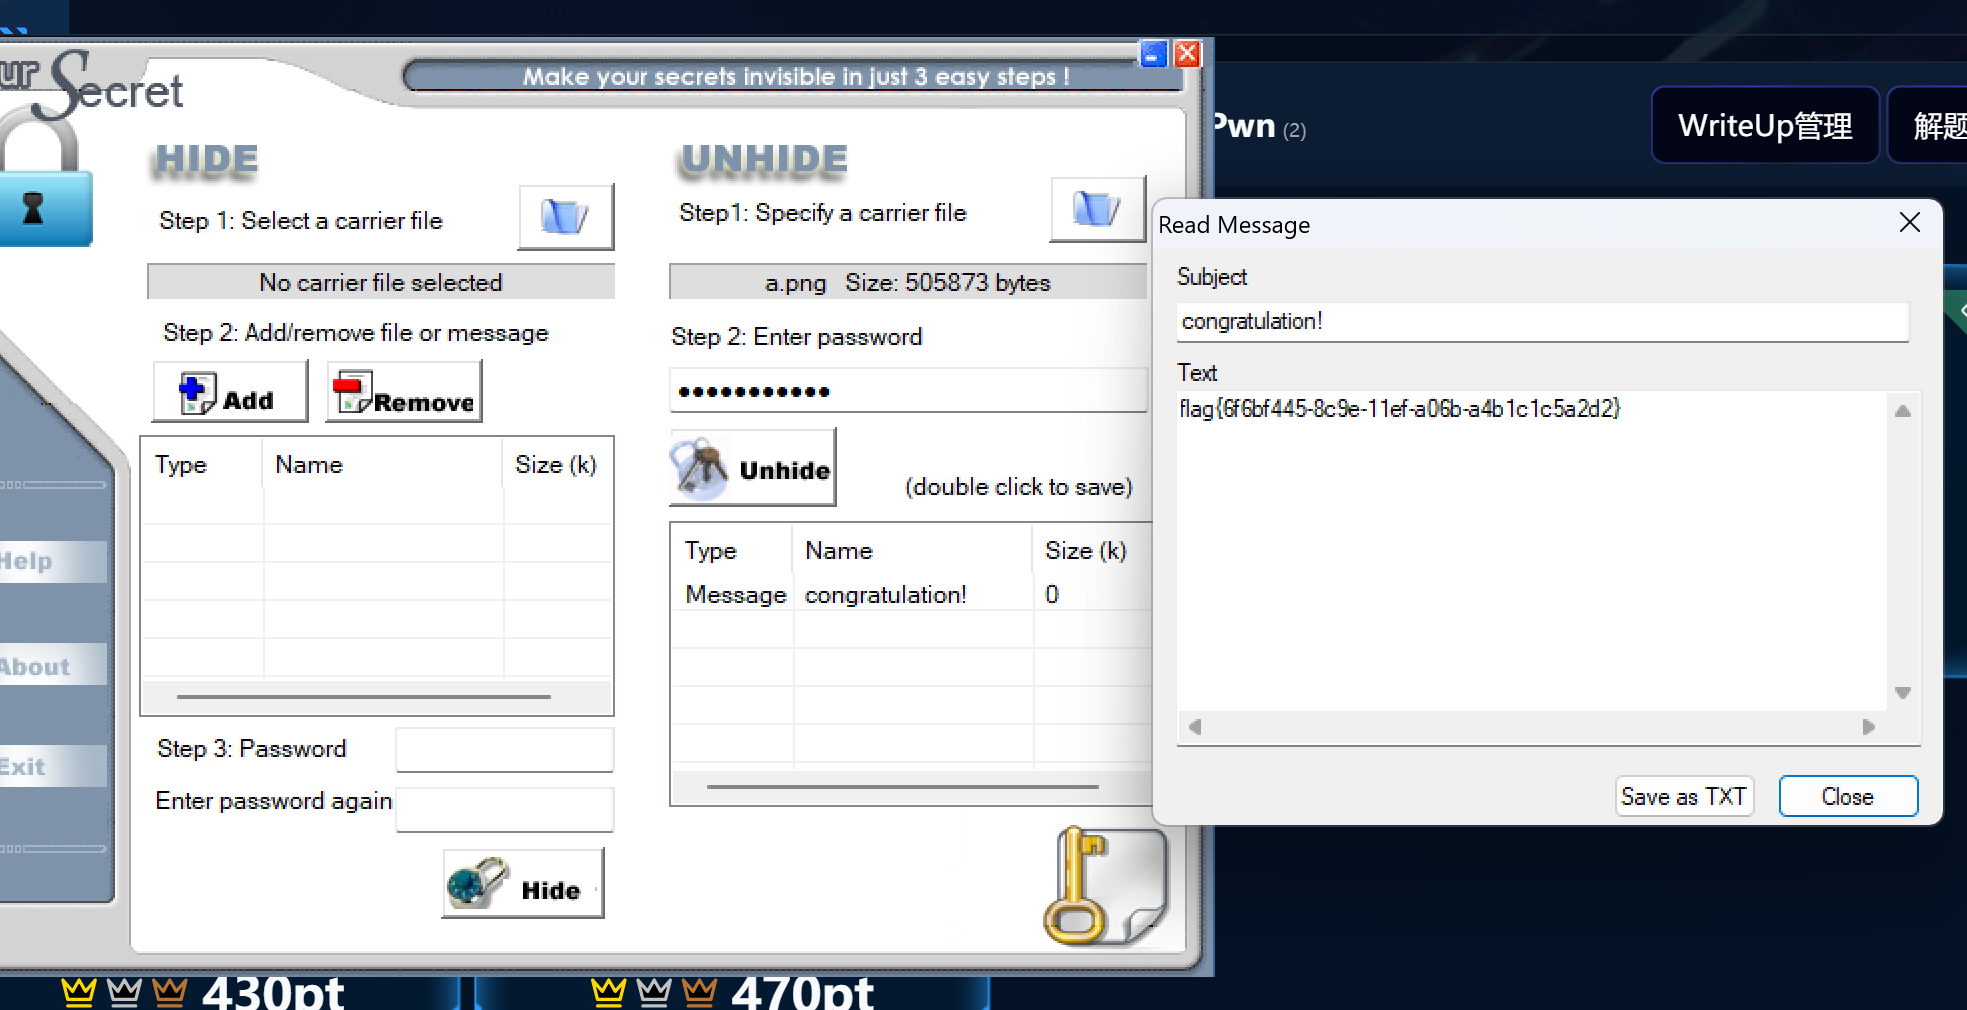 ur Secret
Make your secrets invisible in just 3 easy steps !
HIDE
Step 1: Select a carrier file
No carrier file selected
Step 2: Add/remove file or message
Add
Remove
Type Name Size (k)
Step 3: Password
Enter password again
Hide
UNHIDE
Step1: Specify a carrier file
a.png Size: 505873 bytes
Step 2: Enter password
•••••••••••
Unhide
(double click to save)
Type Name Size (k)
Message congratulation! 0
Help
About
Exit
Pwn (2)
WriteUp管理
解题
Read Message
Subject
congratulation!
Text
flag{6f6bf445-8c9e-11ef-a06b-a4b1c1c5a2d2}
Save as TXT
Close
430pt
470pt